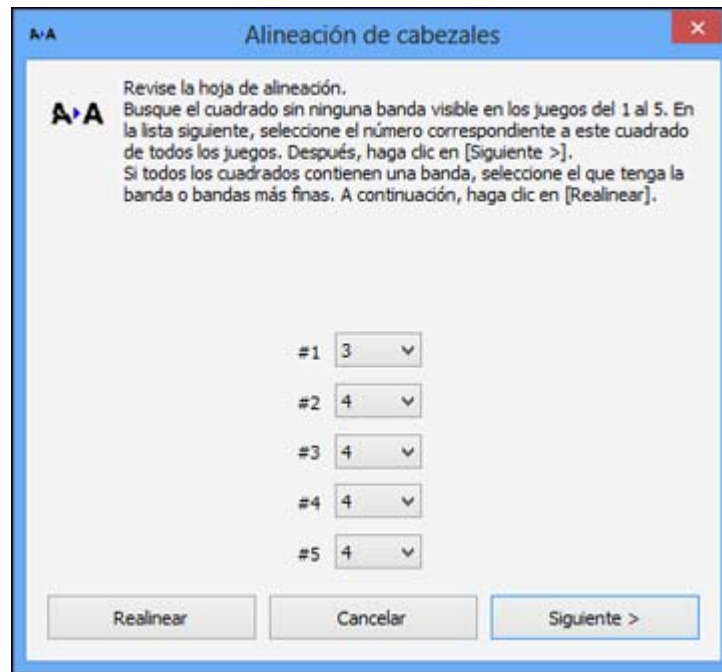 A▸A
Alineación de cabezales
A▸A
Revise la hoja de alineación.
Busque el cuadrado sin ninguna banda visible en los juegos del 1 al 5. En
la lista siguiente, seleccione el número correspondiente a este cuadrado
de todos los juegos. Después, haga clic en [Siguiente >].
Si todos los cuadrados contienen una banda, seleccione el que tenga la
banda o bandas más finas. A continuación, haga clic en [Realinear].
#1 3
#2 4
#3 4
#4 4
#5 4
Realinear Cancelar Siguiente >